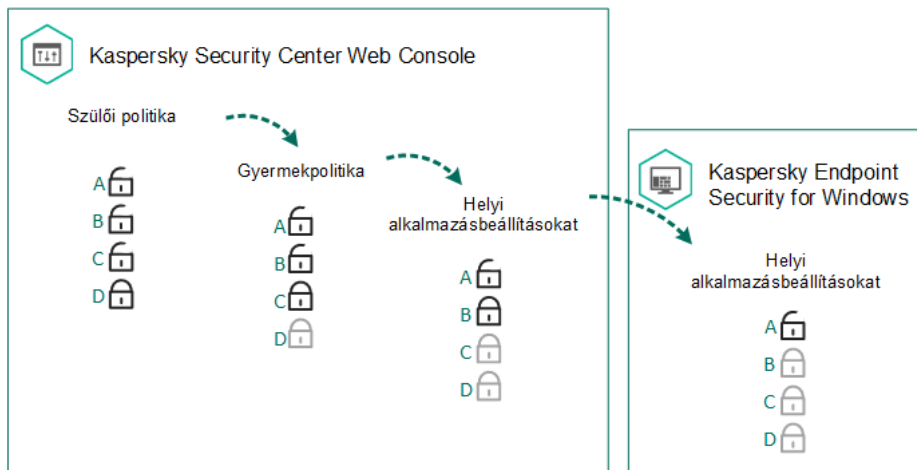 Kaspersky Security Center Web Console
Szülői politika
A
B
C
D
Gyermekpolitika
A
B
C
D
Helyi
alkalmazásbeállításokat
A
B
C
D
Kaspersky Endpoint
Security for Windows
Helyi
alkalmazásbeállításokat
A
B
C
D